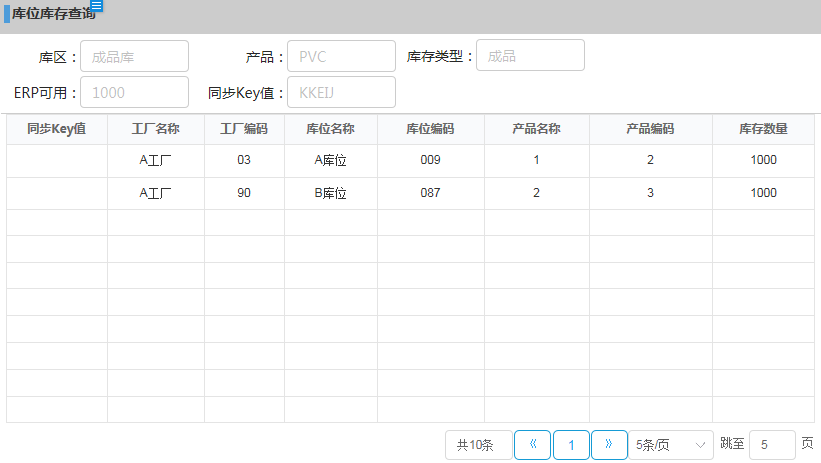 库位库存查询
库区： 成品库 产品： PVC 库存类型： 成品
ERP可用： 1000 同步Key值： KKEIJ
同步Key值 工厂名称 工厂编码 库位名称 库位编码 产品名称 产品编码 库存数量
A工厂 03 A库位 009 1 2 1000
A工厂 90 B库位 087 2 3 1000
共10条 《 1 》 5条/页 跳至 5 页